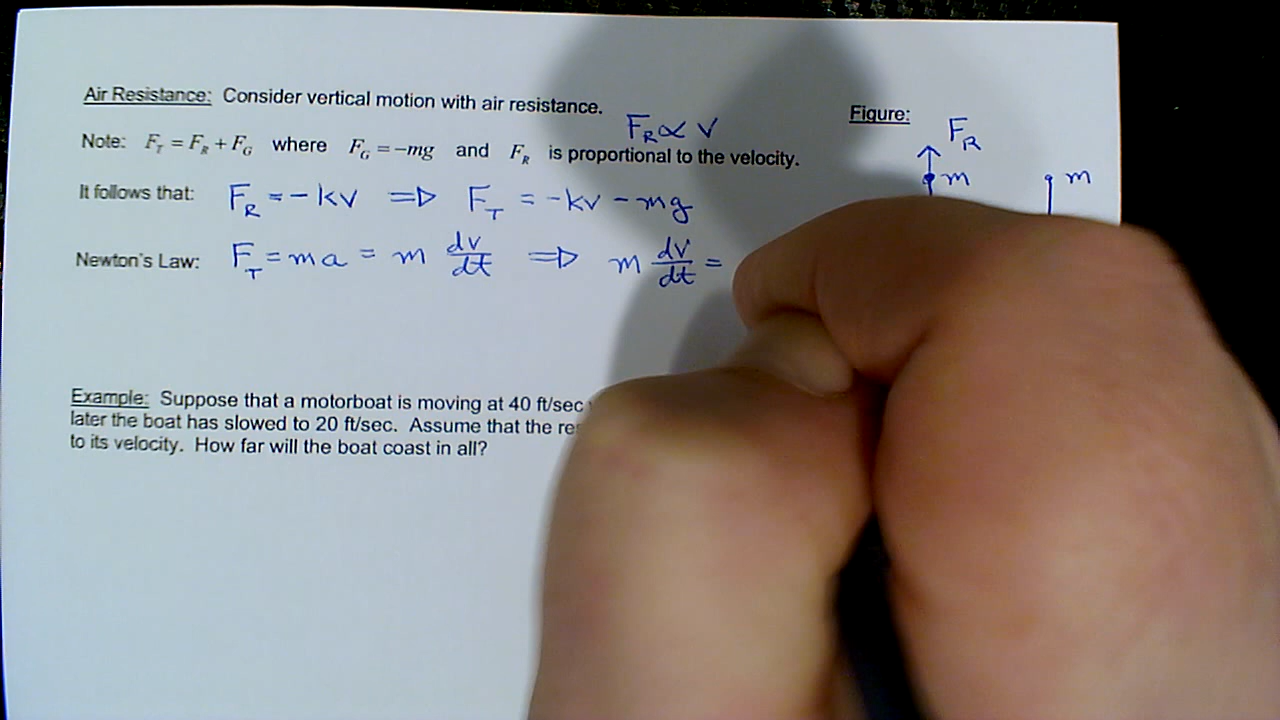 Air Resistance: Consider vertical motion with air resistance.
F_R ∝ v
Note: F_T = F_R + F_G where F_G = -mg and F_R is proportional to the velocity.
It follows that: F_R = -kv ⇒ F_T = -kv - mg
Newton's Law: F_T = ma = m dv/dt ⇒ m dv/dt =
Figure:
F_R
m
m
Example: Suppose that a motorboat is moving at 40 ft/sec
later the boat has slowed to 20 ft/sec. Assume that the
to its velocity. How far will the boat coast in all?